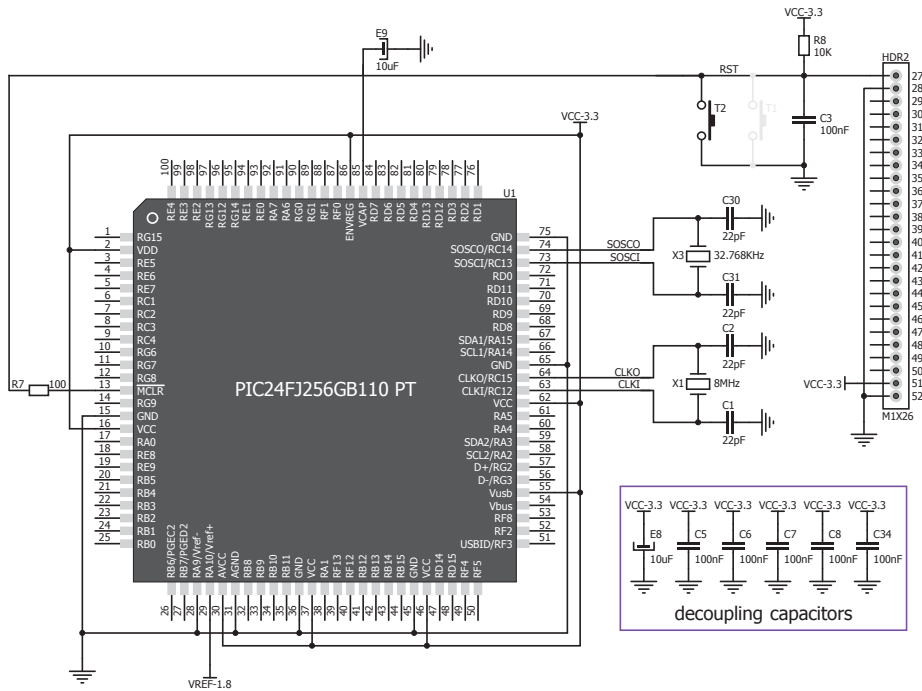 E9
10uF
VCC-3.3
R8
10K
HDR2
RST
T2
T1
C3
100nF
27
28
29
30
31
32
33
34
35
36
37
38
39
40
41
42
43
44
45
46
47
48
49
50
51
52
VCC-3.3
M1X26
VCC-3.3
100 99 98 97 96 95 94 93 92 91 90 89 88 87 86 85 84 83 82 81 80 79 78 77 76
RE4 RE3 RE2 RG13 RG12 RG14 RE1 RE0 RA7 RA6 RG0 RG1 RF1 RF0 ENVREG VCAP RD7 RD6 RD5 RD4 RD13 RD12 RD3 RD2 RD1
U1
1 RG15
2 VDD
3 RE5
4 RE6
5 RE7
6 RC1
7 RC2
8 RC3
9 RC4
10 RG6
11 RG7
12 RG8
R7 100
13 MCLR
14 RG9
15 GND
16 VCC
17 RA0
18 RE8
19 RE9
20 RB5
21 RB4
22 RB3
23 RB2
24 RB1
25 RB0
PIC24FJ256GB110 PT
GND 75
SOSCO/RC14 74 SOSCO
SOSCI/RC13 73 SOSCI
RD0 72
RD11 71
RD10 70
RD9 69
RD8 68
SDA1/RA15 67
SCL1/RA14 66
GND 65
CLKO/RC15 64 CLKO
CLKI/RC12 63 CLKI
VCC 62
RA5 61
RA4 60
SDA2/RA3 59
SCL2/RA2 58
D+/RG2 57
D-/RG3 56
Vusb 55
Vbus 54
RF8 53
RF2 52
USBID/RF3 51
RB6/PGEC2 RB7/PGED2 RA9/Vref- RA10/Vref+ AVCC AGND RB8 RB9 RB10 RB11 GND VCC RA1 RF13 RF12 RB12 RB13 RB14 RB15 GND VCC RD14 RD15 RF4 RF5
26 27 28 29 30 31 32 33 34 35 36 37 38 39 40 41 42 43 44 45 46 47 48 49 50
VREF-1.8
C30
22pF
X3 32.768KHz
C31
22pF
C2
22pF
X1 8MHz
C1
22pF
VCC-3.3 VCC-3.3 VCC-3.3 VCC-3.3 VCC-3.3 VCC-3.3
E8 C5 C6 C7 C8 C34
10uF 100nF 100nF 100nF 100nF 100nF
decoupling capacitors